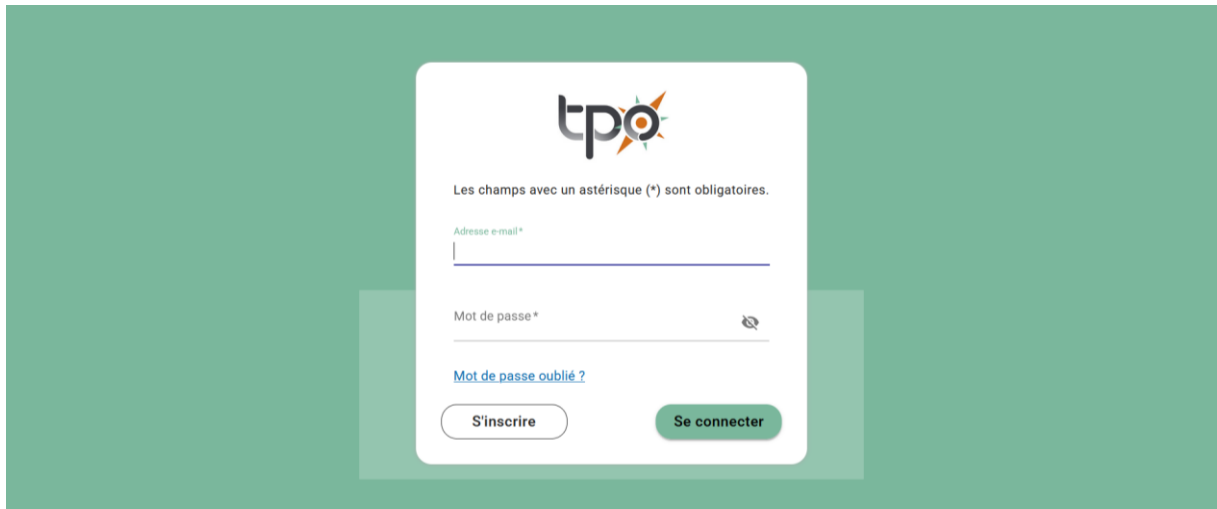 tpo
Les champs avec un astérisque (*) sont obligatoires.
Adresse e-mail*
Mot de passe*
Mot de passe oublié ?
S'inscrire
Se connecter